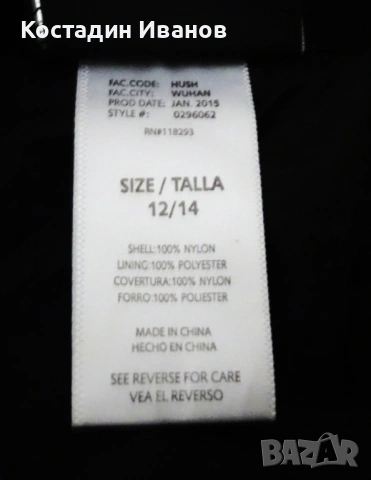 Костадин Иванов
FAC.CODE: HUSH
FAC.CITY: WUHAN
PROD DATE: JAN. 2015
STYLE #: 0296062
RN#118293
SIZE / TALLA
12/14
SHELL:100% NYLON
LINING:100% POLYESTER
COVERTURA:100% NYLON
FORRO:100% POLIESTER
MADE IN CHINA
HECHO EN CHINA
SEE REVERSE FOR CARE
VEA EL REVERSO
BAZAR